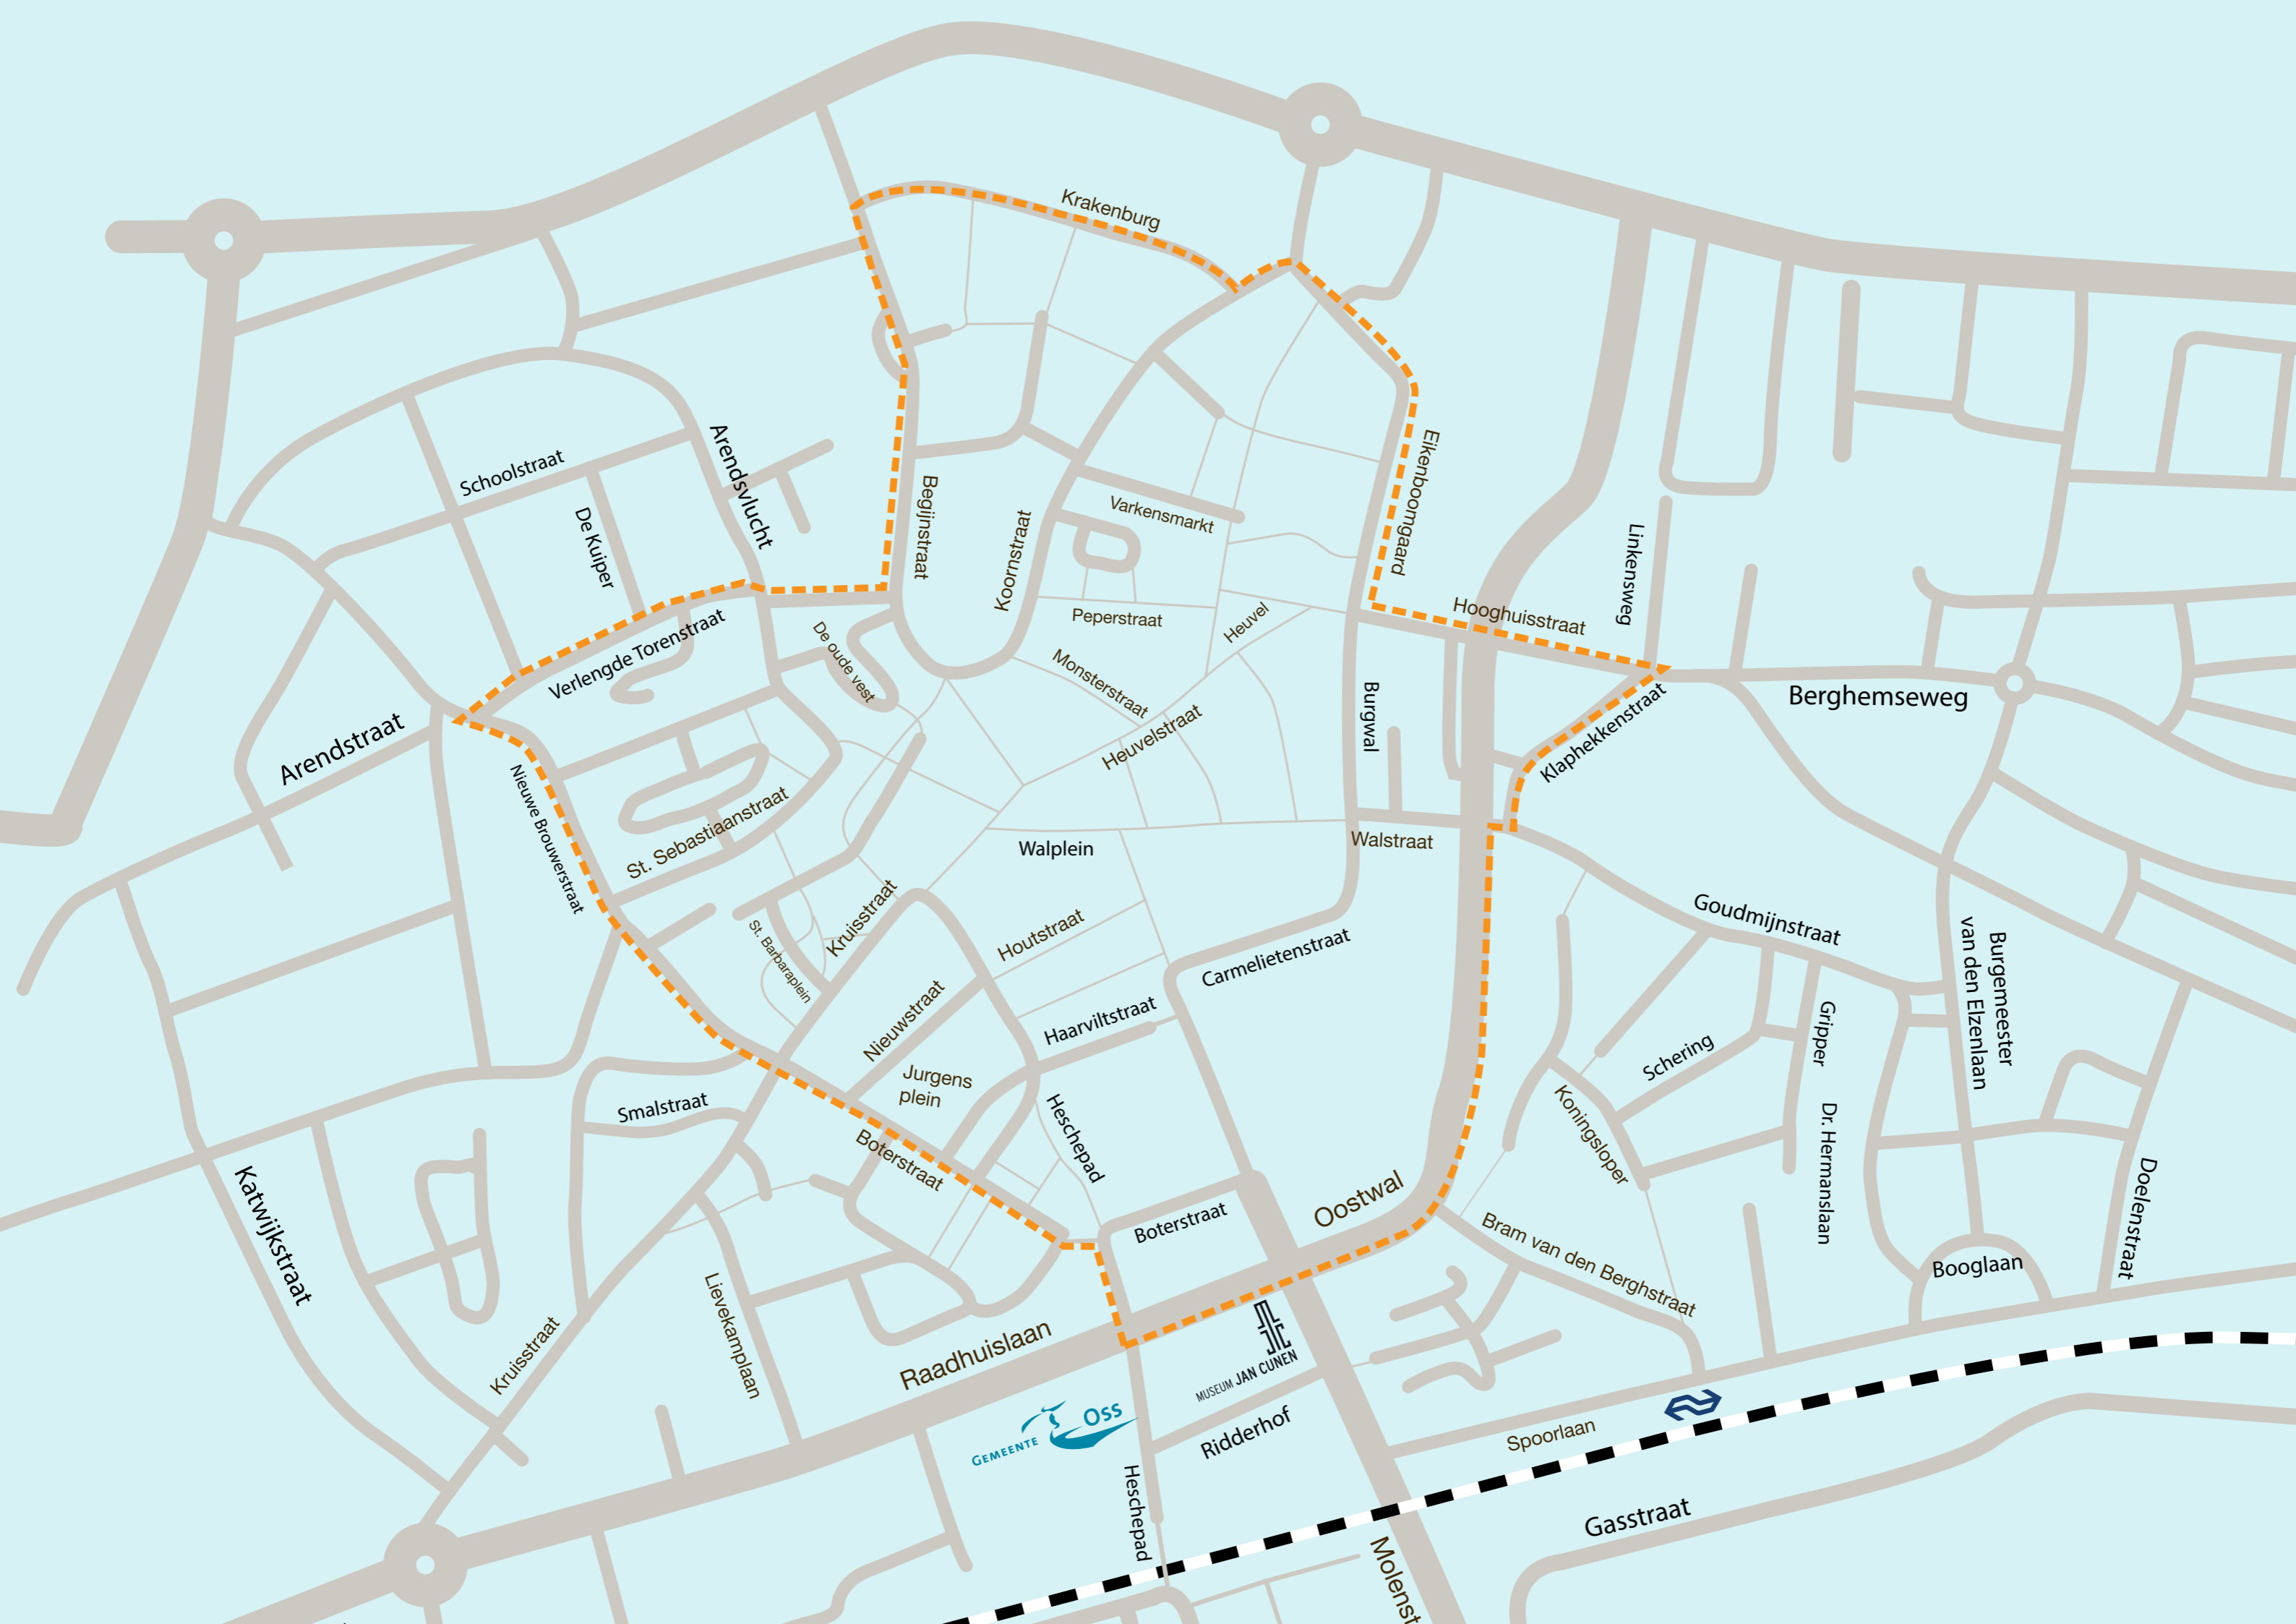 Krakenburg
Arendsvlucht
Schoolstraat
De Kuiper
Begijnstraat
Koornstraat
Varkensmarkt
Eikenboomgaard
Linkensweg
Hooghuisstraat
Peperstraat
Heuvel
Verlengde Torenstraat
De oude vest
Monsterstraat
Heuvelstraat
Burgwal
Klaphekkenstraat
Berghemseweg
Arendstraat
Nieuwe Brouwerstraat
St. Sebastiaanstraat
Walplein
Walstraat
Kruisstraat
St. Barbaraplein
Houtstraat
Carmelietenstraat
Goudmijnstraat
Burgemeester
van den Elzenlaan
Nieuwstraat
Haarviltstraat
Gripper
Schering
Jurgens
plein
Smalstraat
Heschepad
Koningsloper
Dr. Hermanslaan
Boterstraat
Katwijkstraat
Boterstraat
Oostwal
Bram van den Berghstraat
Doelenstraat
Booglaan
Lievekamplaan
Kruisstraat
Raadhuislaan
MUSEUM JAN CUNEN
Gemeente Oss
Ridderhof
Spoorlaan
Heschepad
Gasstraat
Molenst